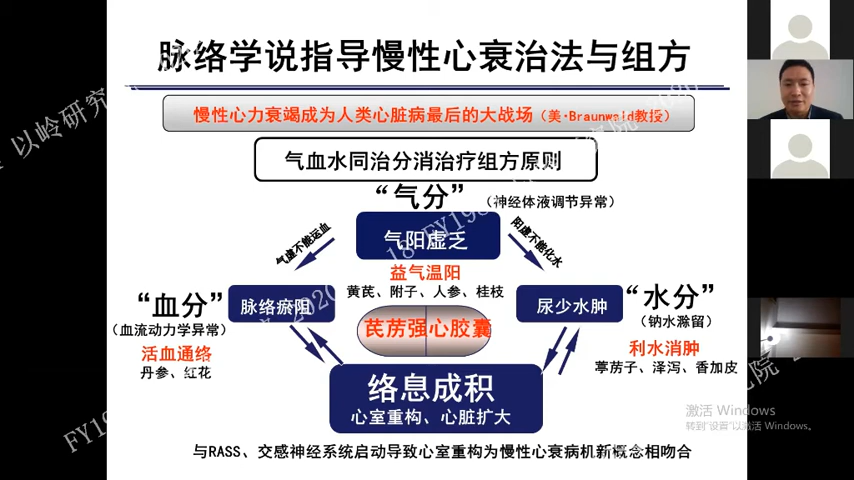 脉络学说指导慢性心衰治法与组方
慢性心力衰竭成为人类心脏病最后的大战场（美·Braunwald教授）
气血水同治分消治疗组方原则
“气分”（神经体液调节异常）
气虚不能运血
气阳虚乏
阳虚不能化水
益气温阳
黄芪、附子、人参、桂枝
“血分”
（血流动力学异常）
活血通络
丹参、红花
脉络瘀阻
芪苈强心胶囊
尿少水肿
“水分”
（钠水潴留）
利水消肿
葶苈子、泽泻、香加皮
络息成积
心室重构、心脏扩大
与RASS、交感神经系统启动导致心室重构为慢性心衰病机新概念相吻合
激活 Windows
转到“设置”以激活 Windows。
以岭研究